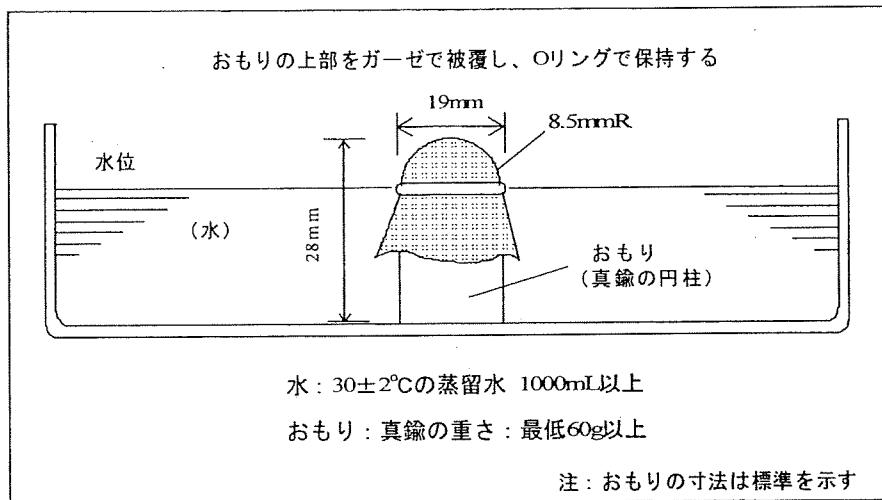 おもりの上部をガーゼで被覆し、Oリングで保持する
19mm
8.5mmR
水位
(水)
28mm
おもり
(真鍮の円柱)
水:30±2℃の蒸留水 1000mL以上
おもり:真鍮の重さ:最低60g以上
注:おもりの寸法は標準を示す